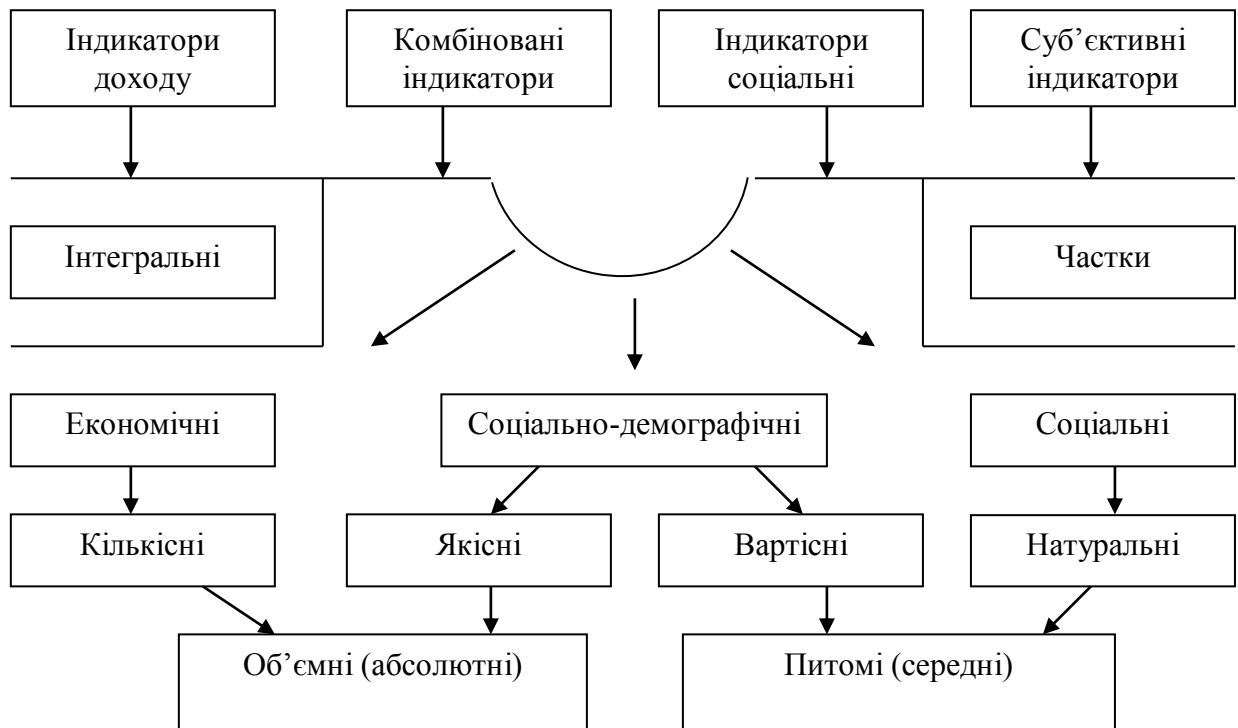 Індикатори
доходу
Комбіновані
індикатори
Індикатори
соціальні
Суб’єктивні
індикатори
Інтегральні
Частки
Економічні
Соціально-демографічні
Соціальні
Кількісні
Якісні
Вартісні
Натуральні
Об’ємні (абсолютні)
Питомі (середні)